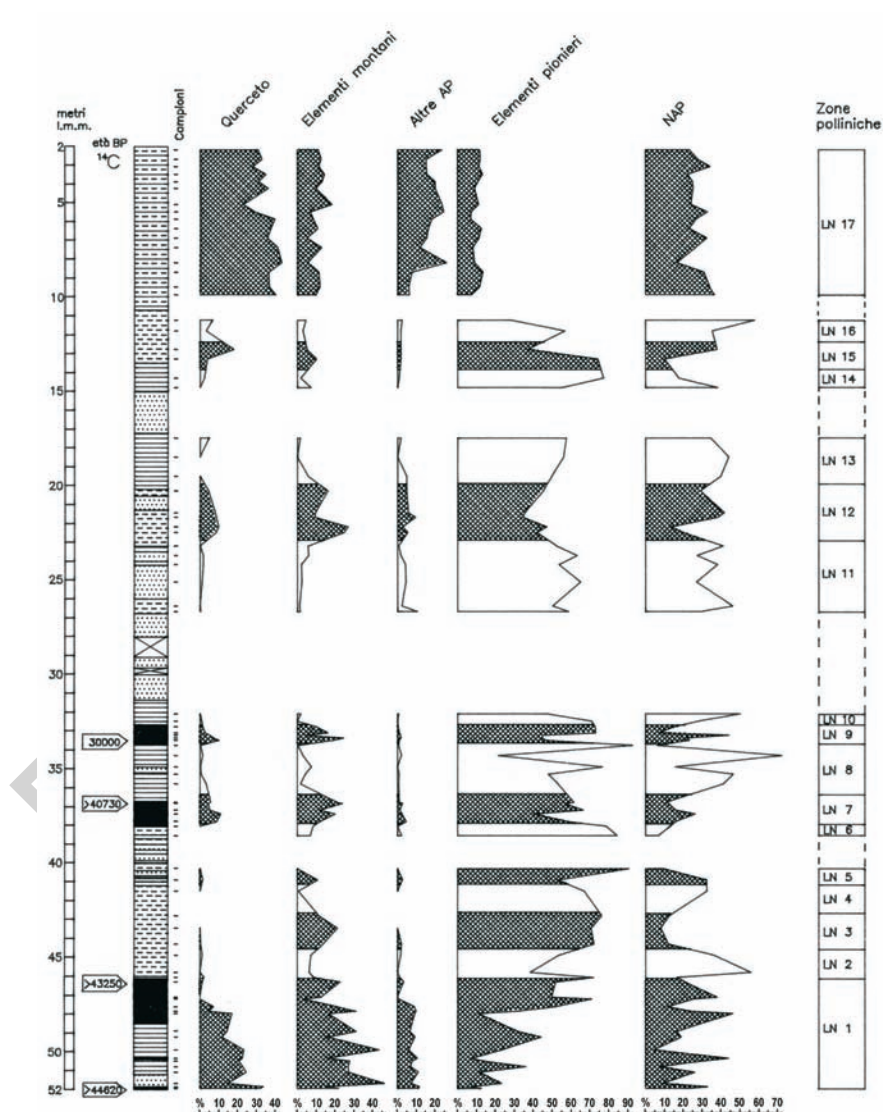 Querceto
Elementi montani
Altre AP
Elementi pionieri
NAP
metri
l.m.m.
età BP
¹⁴C
Campioni
Zone
polliniche
2
5
10
15
20
25
30
35
40
45
50
52
30000
>40730
>43250
>44620
LN 17
LN 16
LN 15
LN 14
LN 13
LN 12
LN 11
LN 10
LN 9
LN 8
LN 7
LN 6
LN 5
LN 4
LN 3
LN 2
LN 1
% 10 20 30 40
% 10 20 30 40
% 10 20
% 10 20 30 40 50 60 70 80 90
% 10 20 30 40 50 60 70